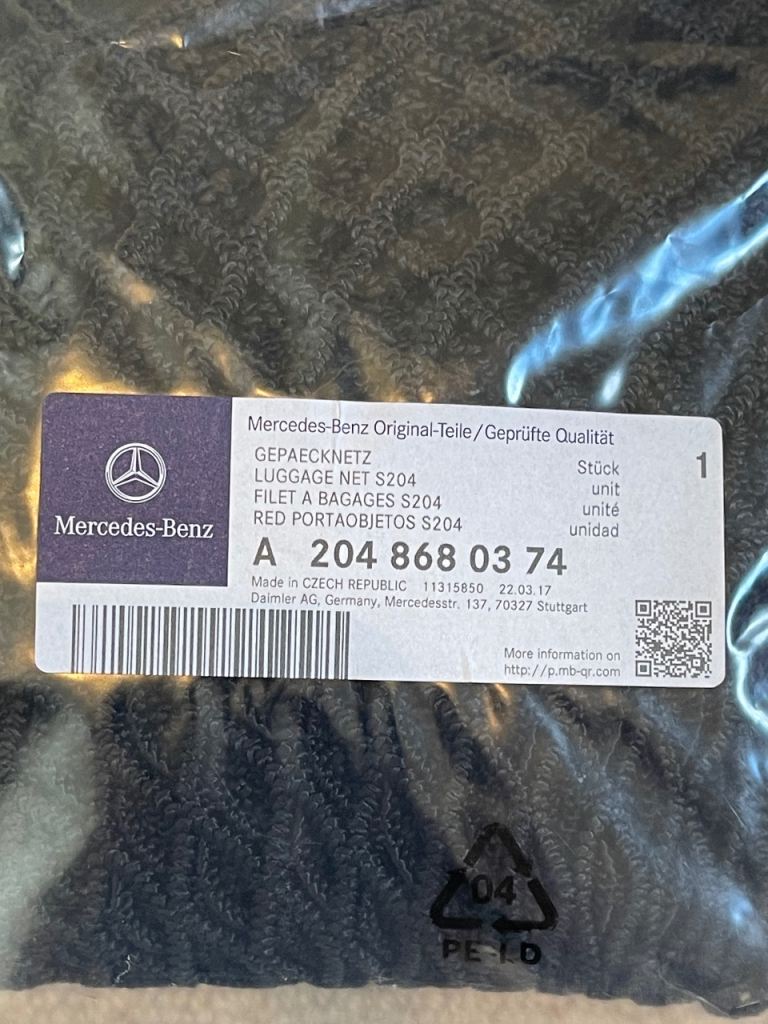 Mercedes-Benz
Mercedes-Benz Original-Teile/Geprüfte Qualität
GEPAECKNETZ Stück 1
LUGGAGE NET S204 unit
FILET A BAGAGES S204 unité
RED PORTAOBJETOS S204 unidad
A 204 868 03 74
Made in CZECH REPUBLIC 11315850 22.03.17
Daimler AG, Germany, Mercedesstr. 137, 70327 Stuttgart
More information on
http://p.mb-qr.com
04
PE-LD